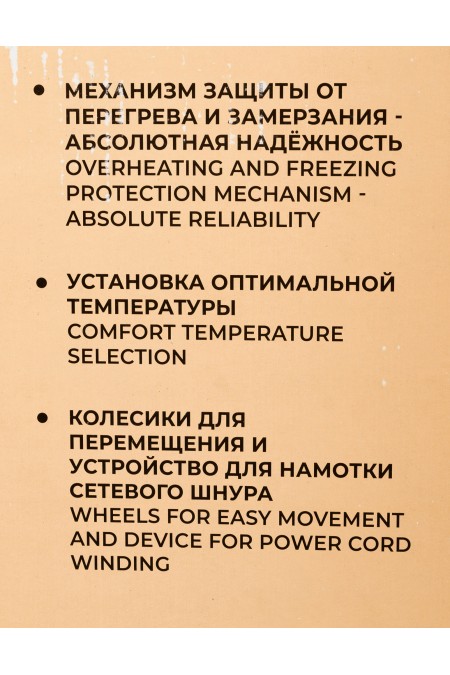 • МЕХАНИЗМ ЗАЩИТЫ ОТ
ПЕРЕГРЕВА И ЗАМЕРЗАНИЯ -
АБСОЛЮТНАЯ НАДЁЖНОСТЬ
OVERHEATING AND FREEZING
PROTECTION MECHANISM -
ABSOLUTE RELIABILITY
• УСТАНОВКА ОПТИМАЛЬНОЙ
ТЕМПЕРАТУРЫ
COMFORT TEMPERATURE
SELECTION
• КОЛЕСИКИ ДЛЯ
ПЕРЕМЕЩЕНИЯ И
УСТРОЙСТВО ДЛЯ НАМОТКИ
СЕТЕВОГО ШНУРА
WHEELS FOR EASY MOVEMENT
AND DEVICE FOR POWER CORD
WINDING